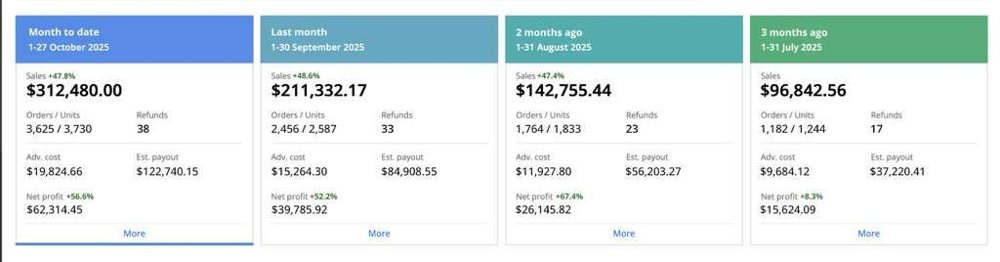 Month to date
1-27 October 2025
Sales +47.8%
$312,480.00
Orders / Units
Refunds
3,625 / 3,730
38
Adv. cost
Est. payout
$19,824.66
$122,740.15
Net profit +56.6%
$62,314.45
More
Last month
1-30 September 2025
Sales +48.6%
$211,332.17
Orders / Units
Refunds
2,456 / 2,587
33
Adv. cost
Est. payout
$15,264.30
$84,908.55
Net profit +52.2%
$39,785.92
More
2 months ago
1-31 August 2025
Sales +47.4%
$142,755.44
Orders / Units
Refunds
1,764 / 1,833
23
Adv. cost
Est. payout
$11,927.80
$56,203.27
Net profit +67.4%
$26,145.82
More
3 months ago
1-31 July 2025
Sales
$96,842.56
Orders / Units
Refunds
1,182 / 1,244
17
Adv. cost
Est. payout
$9,684.12
$37,220.41
Net profit +8.3%
$15,624.09
More